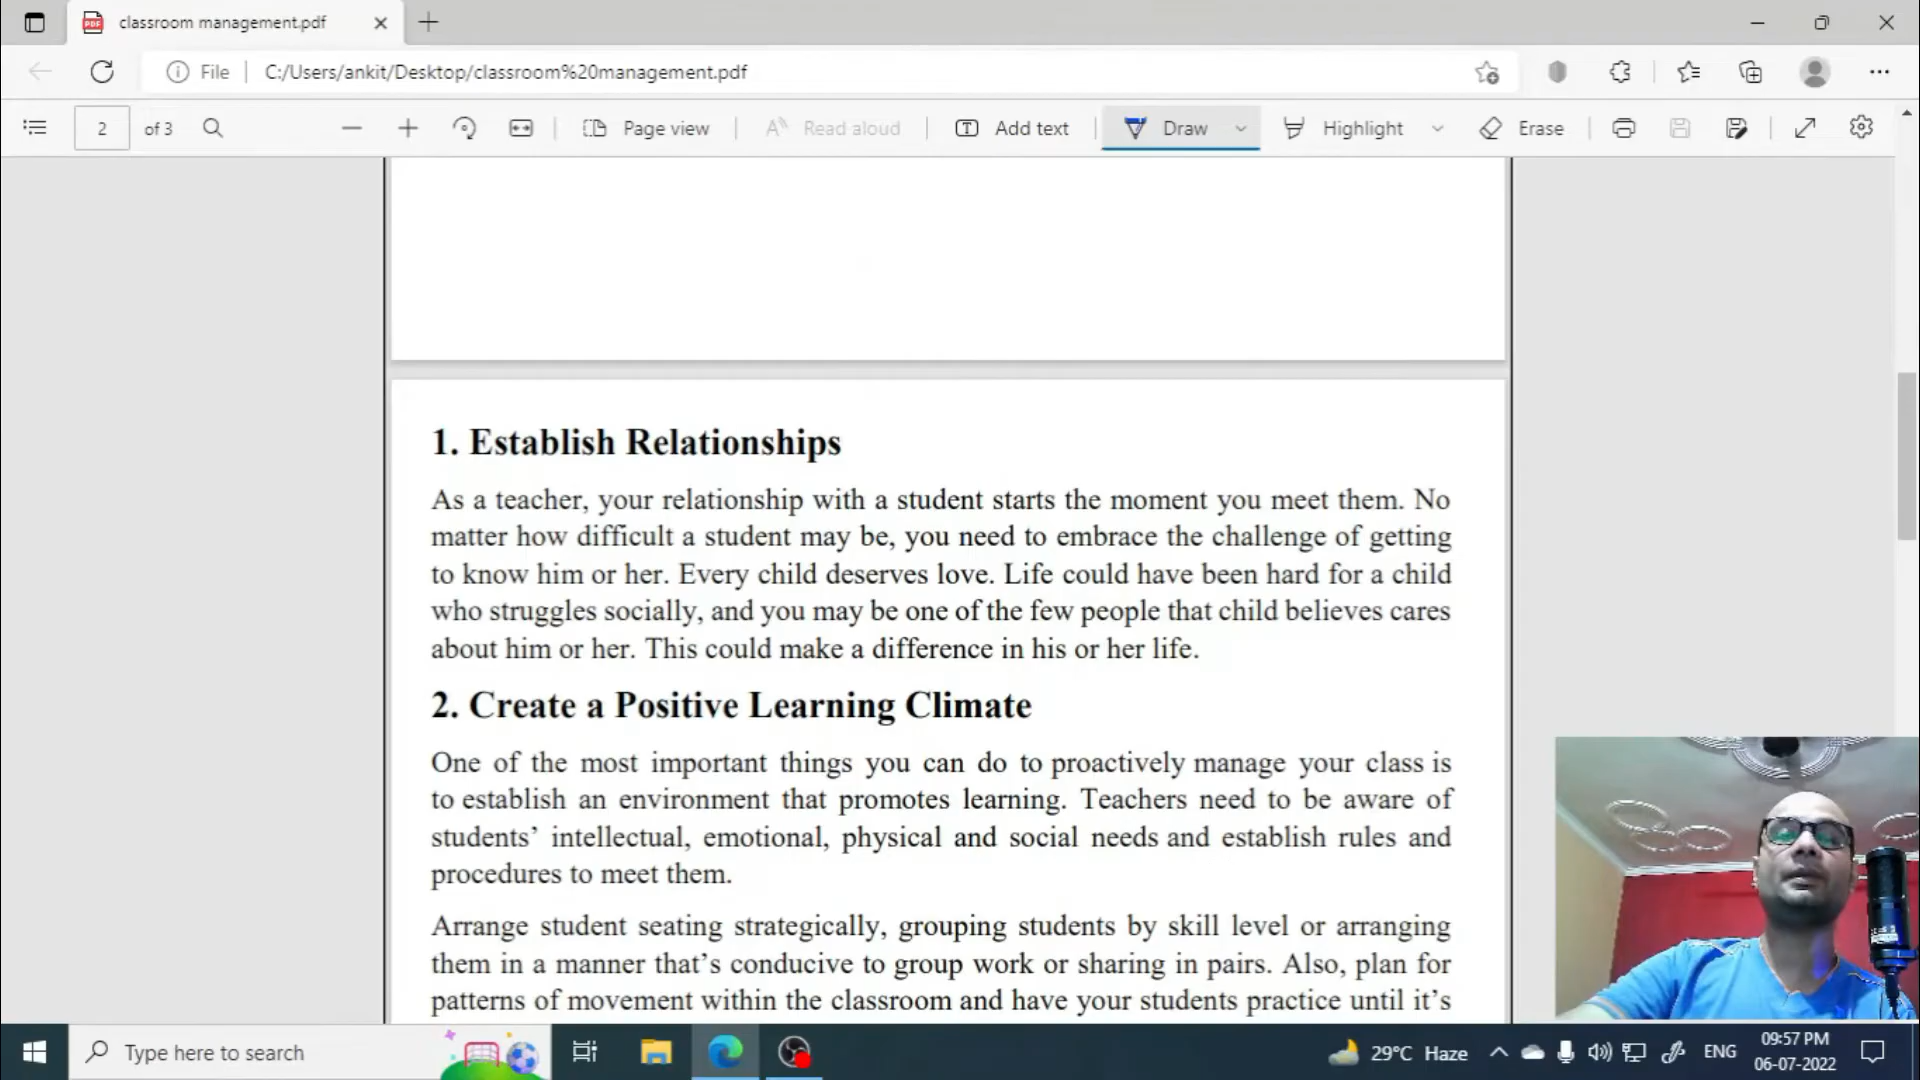 classroom management.pdf
File
C:/Users/ankit/Desktop/classroom%20management.pdf
2
of 3
Page view
Read aloud
Add text
Draw
Highlight
Erase
1. Establish Relationships
As a teacher, your relationship with a student starts the moment you meet them. No
matter how difficult a student may be, you need to embrace the challenge of getting
to know him or her. Every child deserves love. Life could have been hard for a child
who struggles socially, and you may be one of the few people that child believes cares
about him or her. This could make a difference in his or her life.
2. Create a Positive Learning Climate
One of the most important things you can do to proactively manage your class is
to establish an environment that promotes learning. Teachers need to be aware of
students’ intellectual, emotional, physical and social needs and establish rules and
procedures to meet them.
Arrange student seating strategically, grouping students by skill level or arranging
them in a manner that’s conducive to group work or sharing in pairs. Also, plan for
patterns of movement within the classroom and have your students practice until it’s
Type here to search
29°C Haze
ENG
09:57 PM
06-07-2022